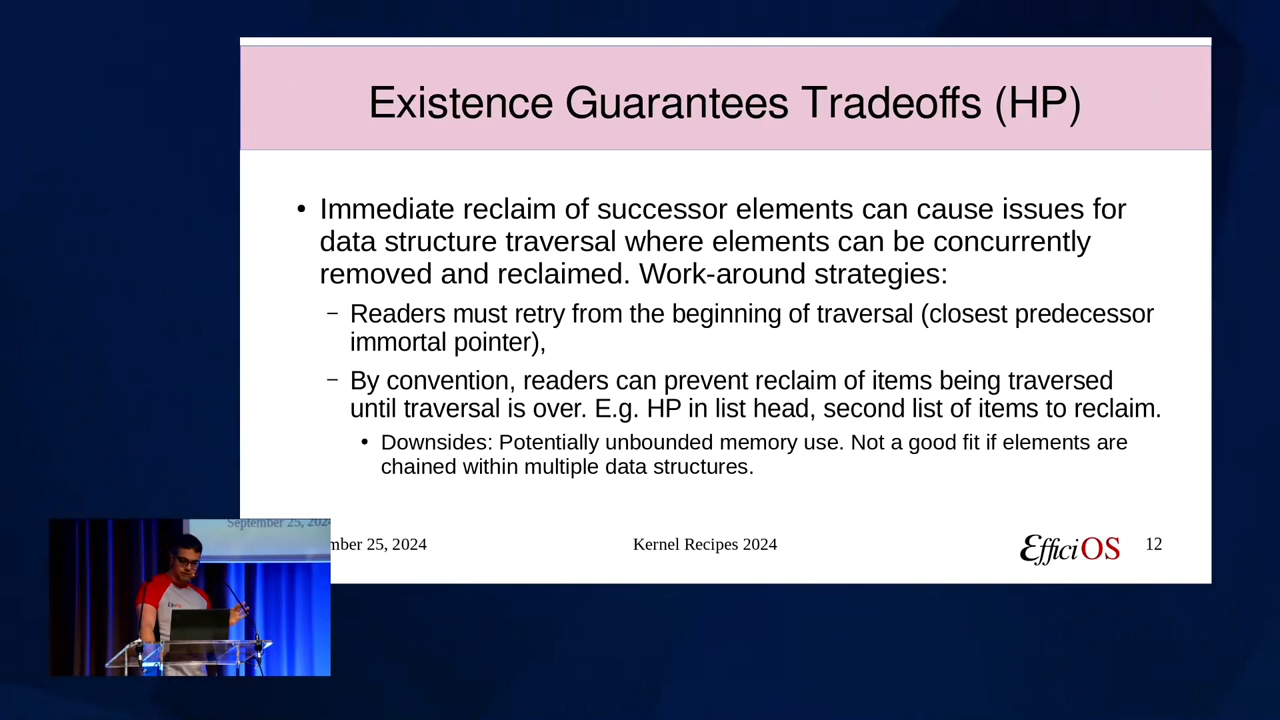 Existence Guarantees Tradeoffs (HP)
• Immediate reclaim of successor elements can cause issues for
data structure traversal where elements can be concurrently
removed and reclaimed. Work-around strategies:
– Readers must retry from the beginning of traversal (closest predecessor
immortal pointer),
– By convention, readers can prevent reclaim of items being traversed
until traversal is over. E.g. HP in list head, second list of items to reclaim.
• Downsides: Potentially unbounded memory use. Not a good fit if elements are
chained within multiple data structures.
September 25, 202
mber 25, 2024
Kernel Recipes 2024
EfficiOS
12